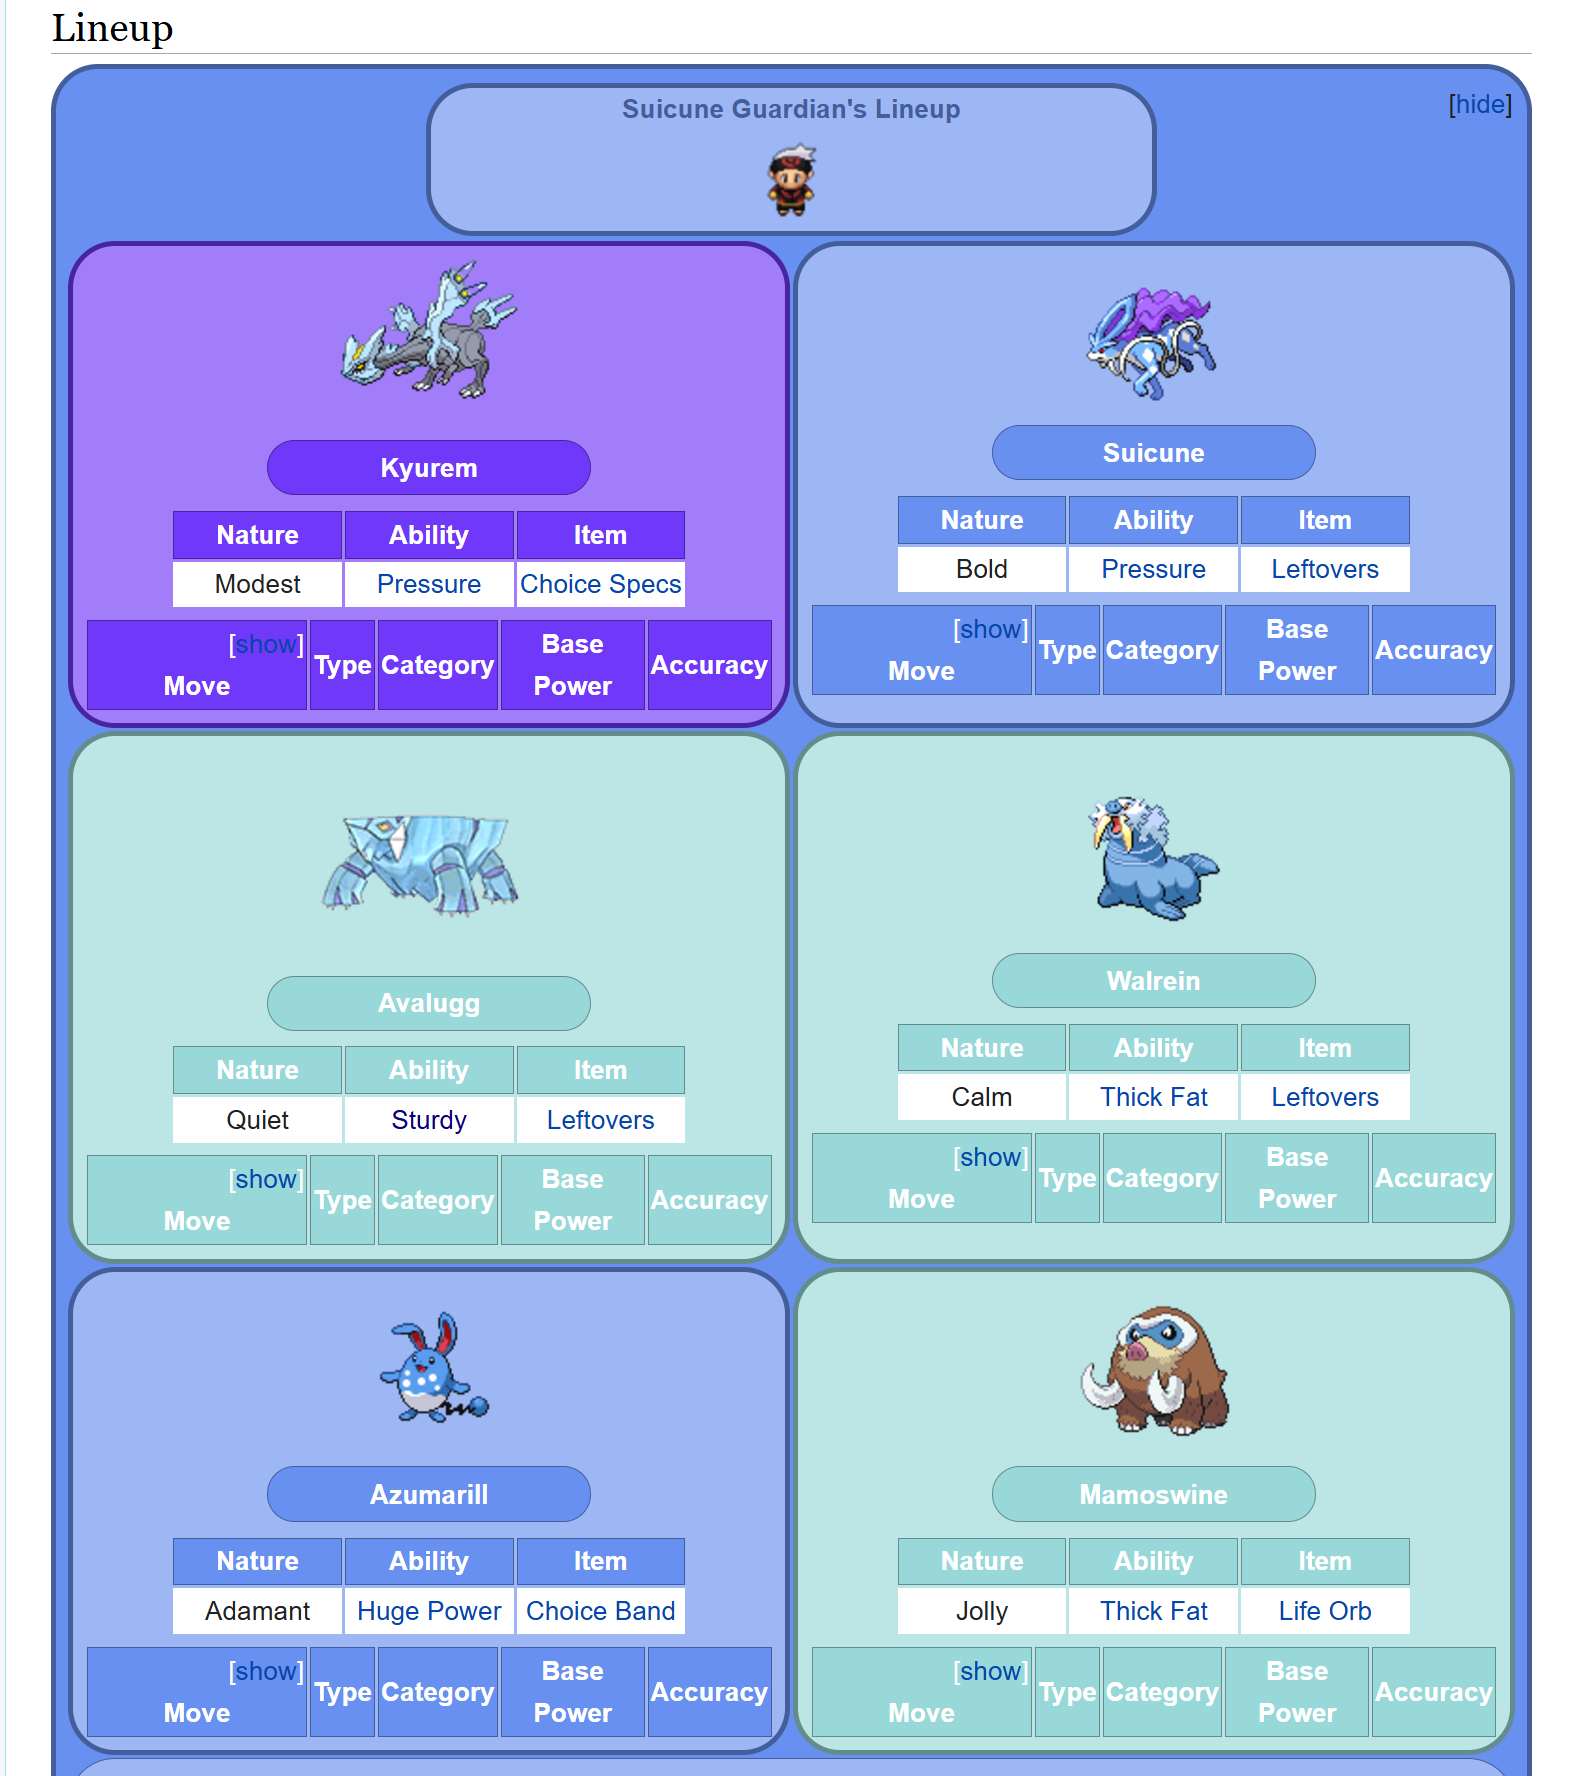 Lineup
Suicune Guardian's Lineup
[hide]
Kyurem
Nature Ability Item
Modest Pressure Choice Specs
[show]
Move Type Category Base Power Accuracy
Suicune
Nature Ability Item
Bold Pressure Leftovers
[show]
Move Type Category Base Power Accuracy
Avalugg
Nature Ability Item
Quiet Sturdy Leftovers
[show]
Move Type Category Base Power Accuracy
Walrein
Nature Ability Item
Calm Thick Fat Leftovers
[show]
Move Type Category Base Power Accuracy
Azumarill
Nature Ability Item
Adamant Huge Power Choice Band
[show]
Move Type Category Base Power Accuracy
Mamoswine
Nature Ability Item
Jolly Thick Fat Life Orb
[show]
Move Type Category Base Power Accuracy